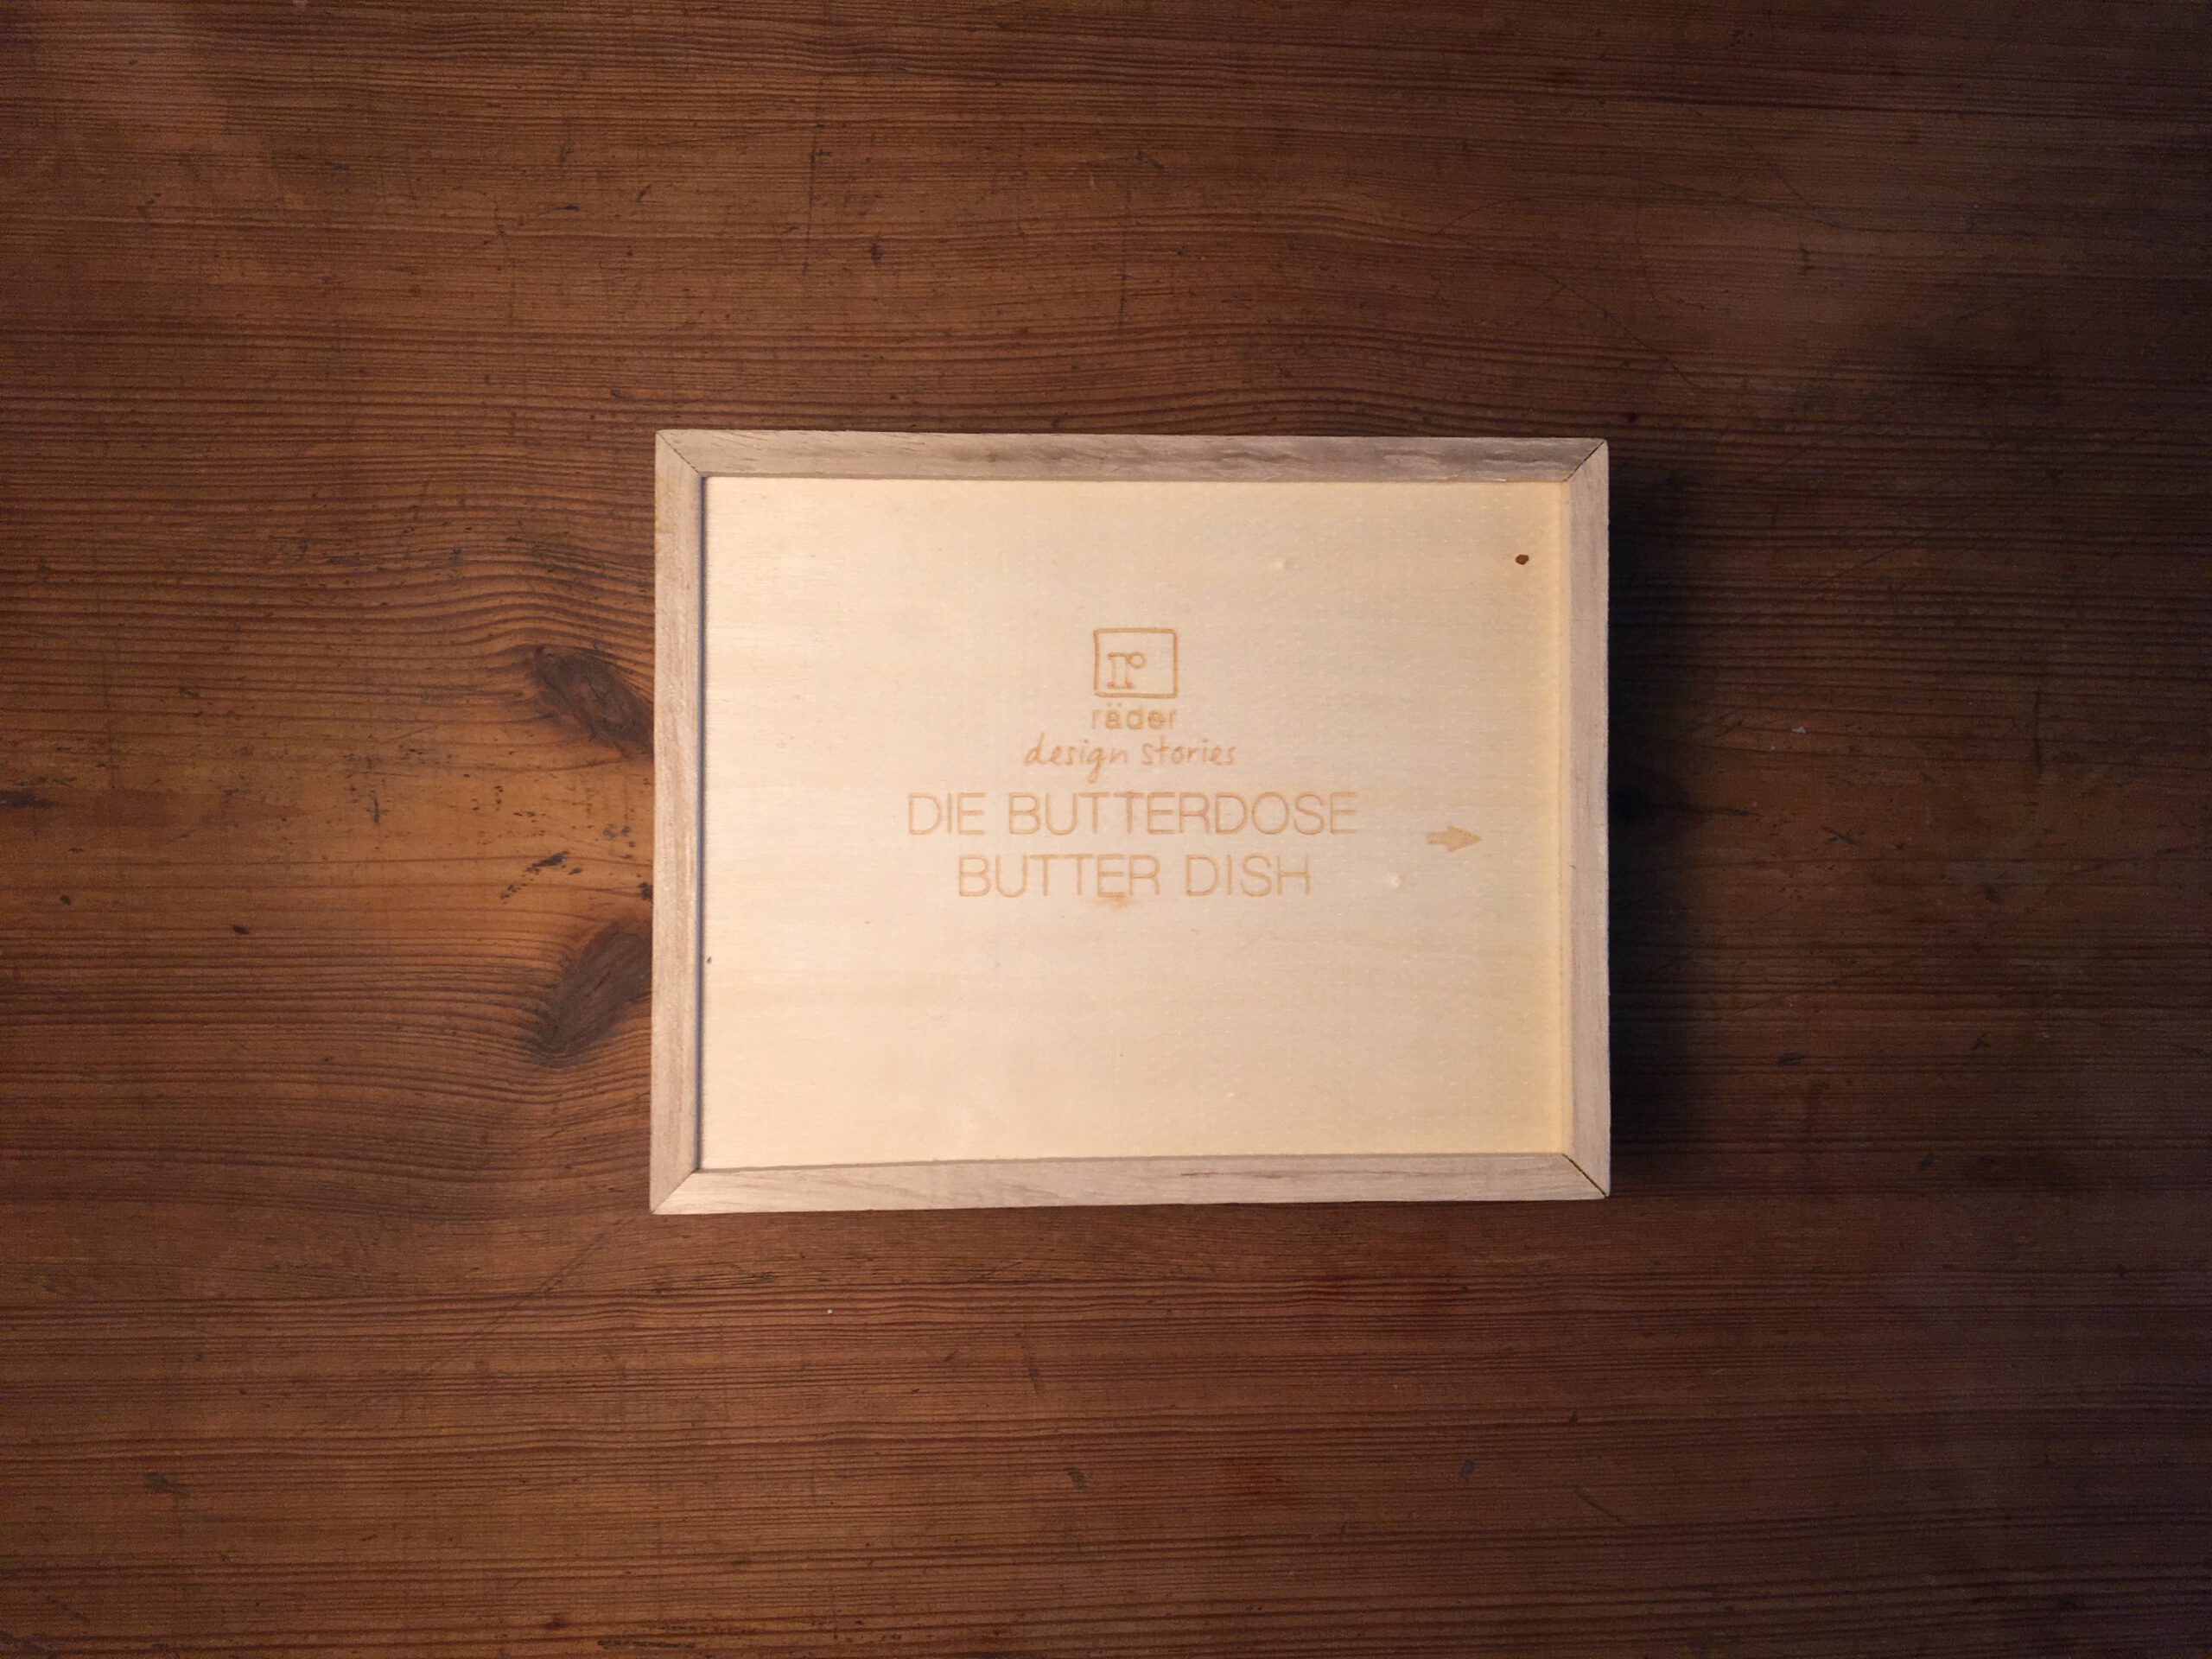 r
räder
design stories
DIE BUTTERDOSE
BUTTER DISH